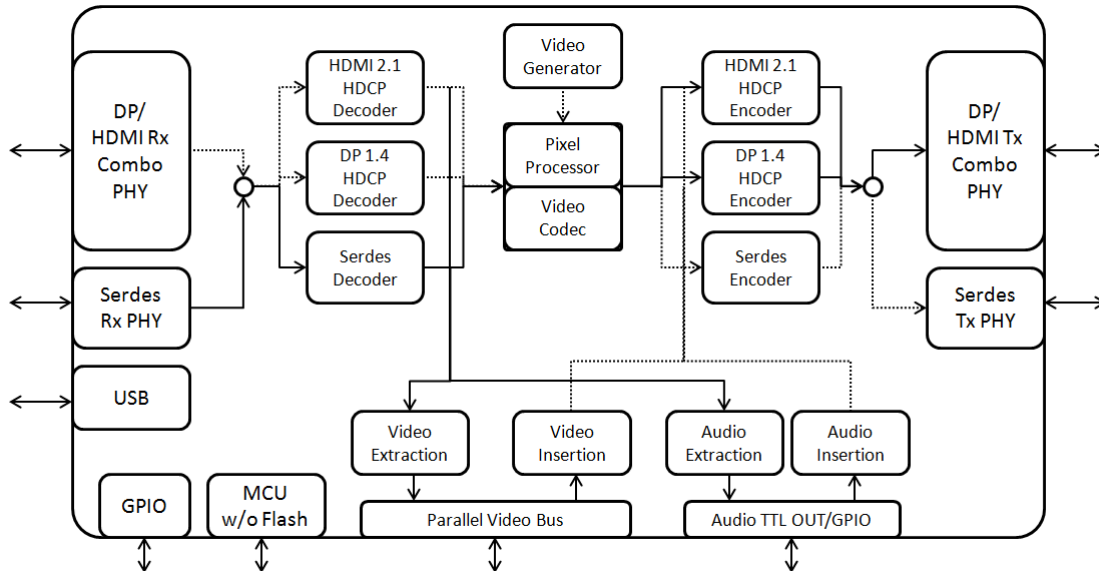 DP/
HDMI Rx
Combo
PHY
HDMI 2.1
HDCP
Decoder
Video
Generator
HDMI 2.1
HDCP
Encoder
DP/
HDMI Tx
Combo
PHY
DP 1.4
HDCP
Decoder
Pixel
Processor
DP 1.4
HDCP
Encoder
Video
Codec
Serdes
Decoder
Serdes
Encoder
Serdes
Rx PHY
Serdes
Tx PHY
USB
Video
Extraction
Video
Insertion
Audio
Extraction
Audio
Insertion
GPIO
MCU
w/o Flash
Parallel Video Bus
Audio TTL OUT/GPIO